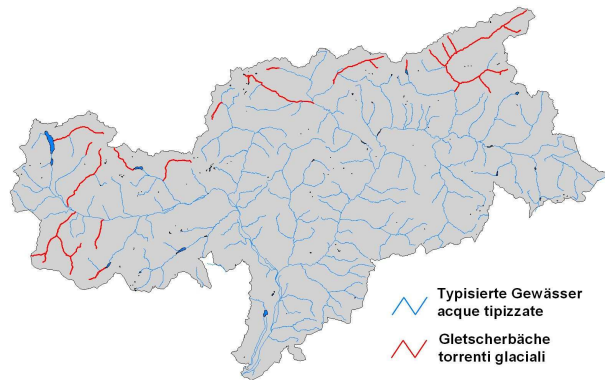 Typisierte Gewässer
acque tipizzate
Gletscherbäche
torrenti glaciali